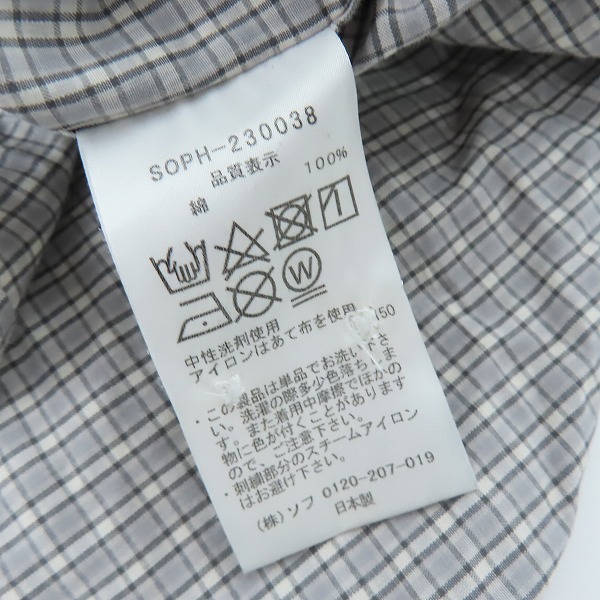 SOPH-230038
品質表示
綿 100%
W
中性洗剤使用
アイロンはあて布を使用 150
・この製品は単品でお洗い下さ
い。洗濯の際多少色落ちしま
す。また着用中摩擦でほかの
物に色が付くことがあります
ので、ご注意下さい。
・刺繍部分のスチームアイロン
はお避け下さい。
(株)ソフ 0120-207-019
日本製